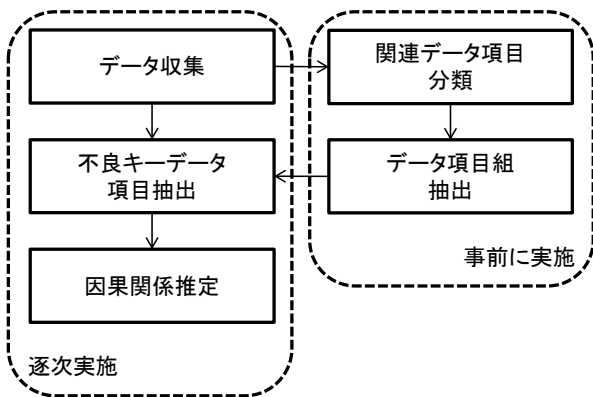 データ収集
不良キーデータ
項目抽出
因果関係推定
逐次実施
関連データ項目
分類
データ項目組
抽出
事前に実施